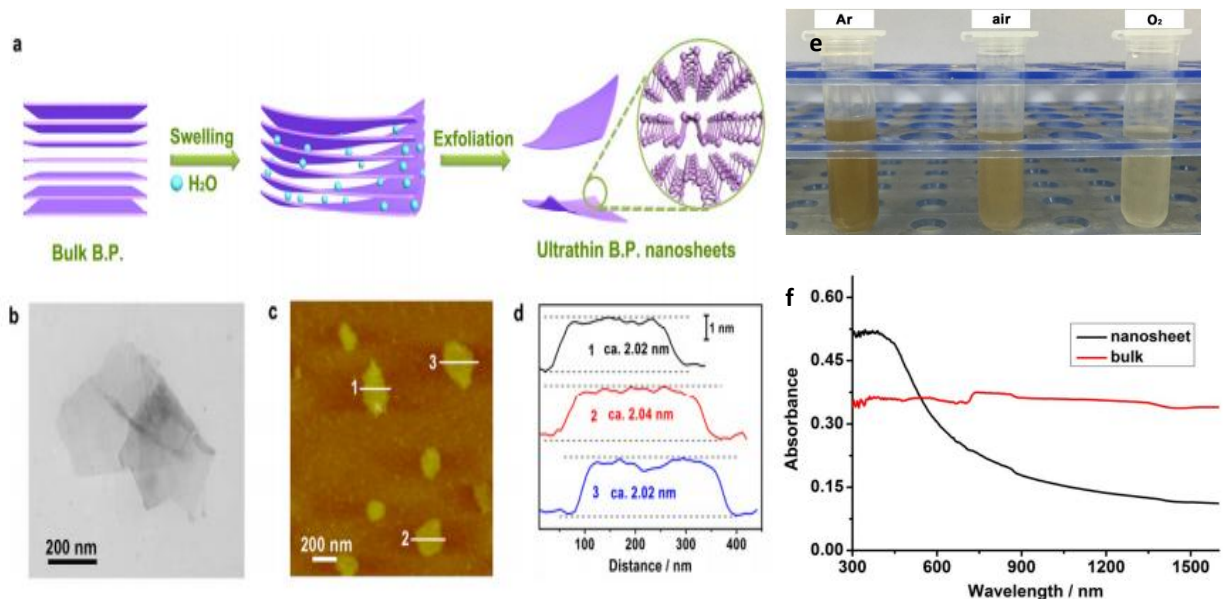 a
Swelling
H₂O
Exfoliation
Bulk B.P.
Ultrathin B.P. nanosheets
e
Ar
air
O₂
b
200 nm
c
1
3
2
200 nm
d
1 nm
1 ca. 2.02 nm
2 ca. 2.04 nm
3 ca. 2.02 nm
100 200 300 400
Distance / nm
f
Absorbance
0.60
0.45
0.30
0.15
0.00
nanosheet
bulk
300 600 900 1200 1500
Wavelength / nm